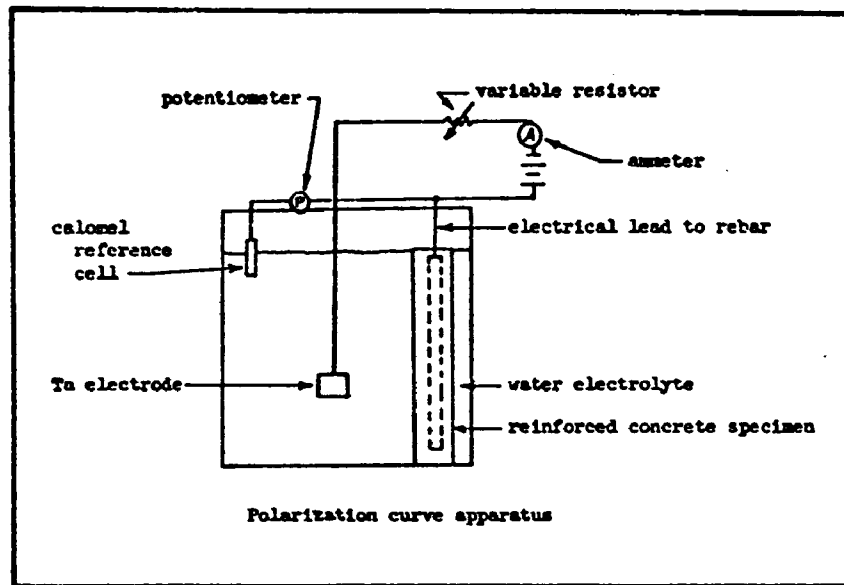 variable resistor
potentiometer
A
ammeter
P
electrical lead to rebar
calomel
reference
cell
Ta electrode
water electrolyte
reinforced concrete specimen
Polarization curve apparatus